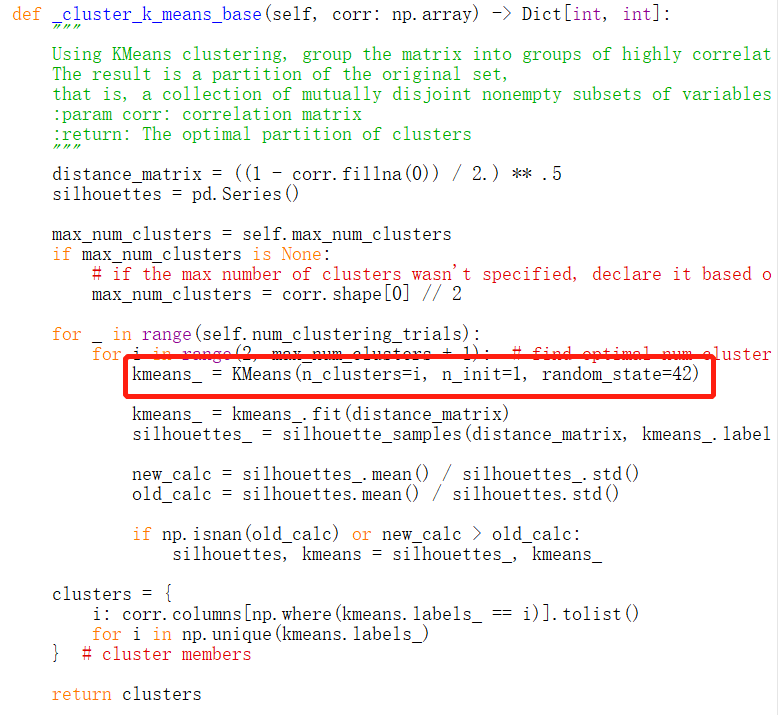 def _cluster_k_means_base(self, corr: np.array) -> Dict[int, int]:
"""
Using KMeans clustering, group the matrix into groups of highly correlat
The result is a partition of the original set,
that is, a collection of mutually disjoint nonempty subsets of variables
:param corr: correlation matrix
:return: The optimal partition of clusters
"""
distance_matrix = ((1 - corr.fillna(0)) / 2.) ** .5
silhouettes = pd.Series()
max_num_clusters = self.max_num_clusters
if max_num_clusters is None:
# if the max number of clusters wasn't specified, declare it based o
max_num_clusters = corr.shape[0] // 2
for _ in range(self.num_clustering_trials):
for i in range(2, max_num_clusters + 1):  # find optimal num cluster
kmeans_ = KMeans(n_clusters=i, n_init=1, random_state=42)
kmeans_ = kmeans_.fit(distance_matrix)
silhouettes_ = silhouette_samples(distance_matrix, kmeans_.label
new_calc = silhouettes_.mean() / silhouettes_.std()
old_calc = silhouettes.mean() / silhouettes.std()
if np.isnan(old_calc) or new_calc > old_calc:
silhouettes, kmeans = silhouettes_, kmeans_
clusters = {
i: corr.columns[np.where(kmeans.labels_ == i)].tolist()
for i in np.unique(kmeans.labels_)
}  # cluster members
return clusters